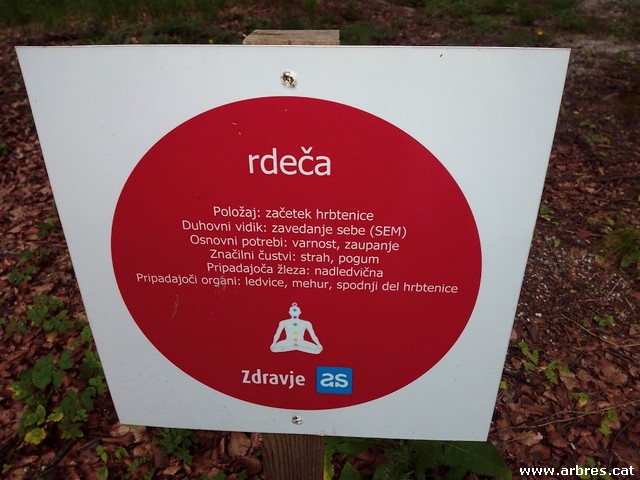 rdeča
Položaj: začetek hrbtenice
Duhovni vidik: zavedanje sebe (SEM)
Osnovni potrebi: varnost, zaupanje
Značilni čustvi: strah, pogum
Pripadajoča žleza: nadledvična
Pripadajoči organi: ledvice, mehur, spodnji del hrbtenice
Zdravje as
www.arbres.cat